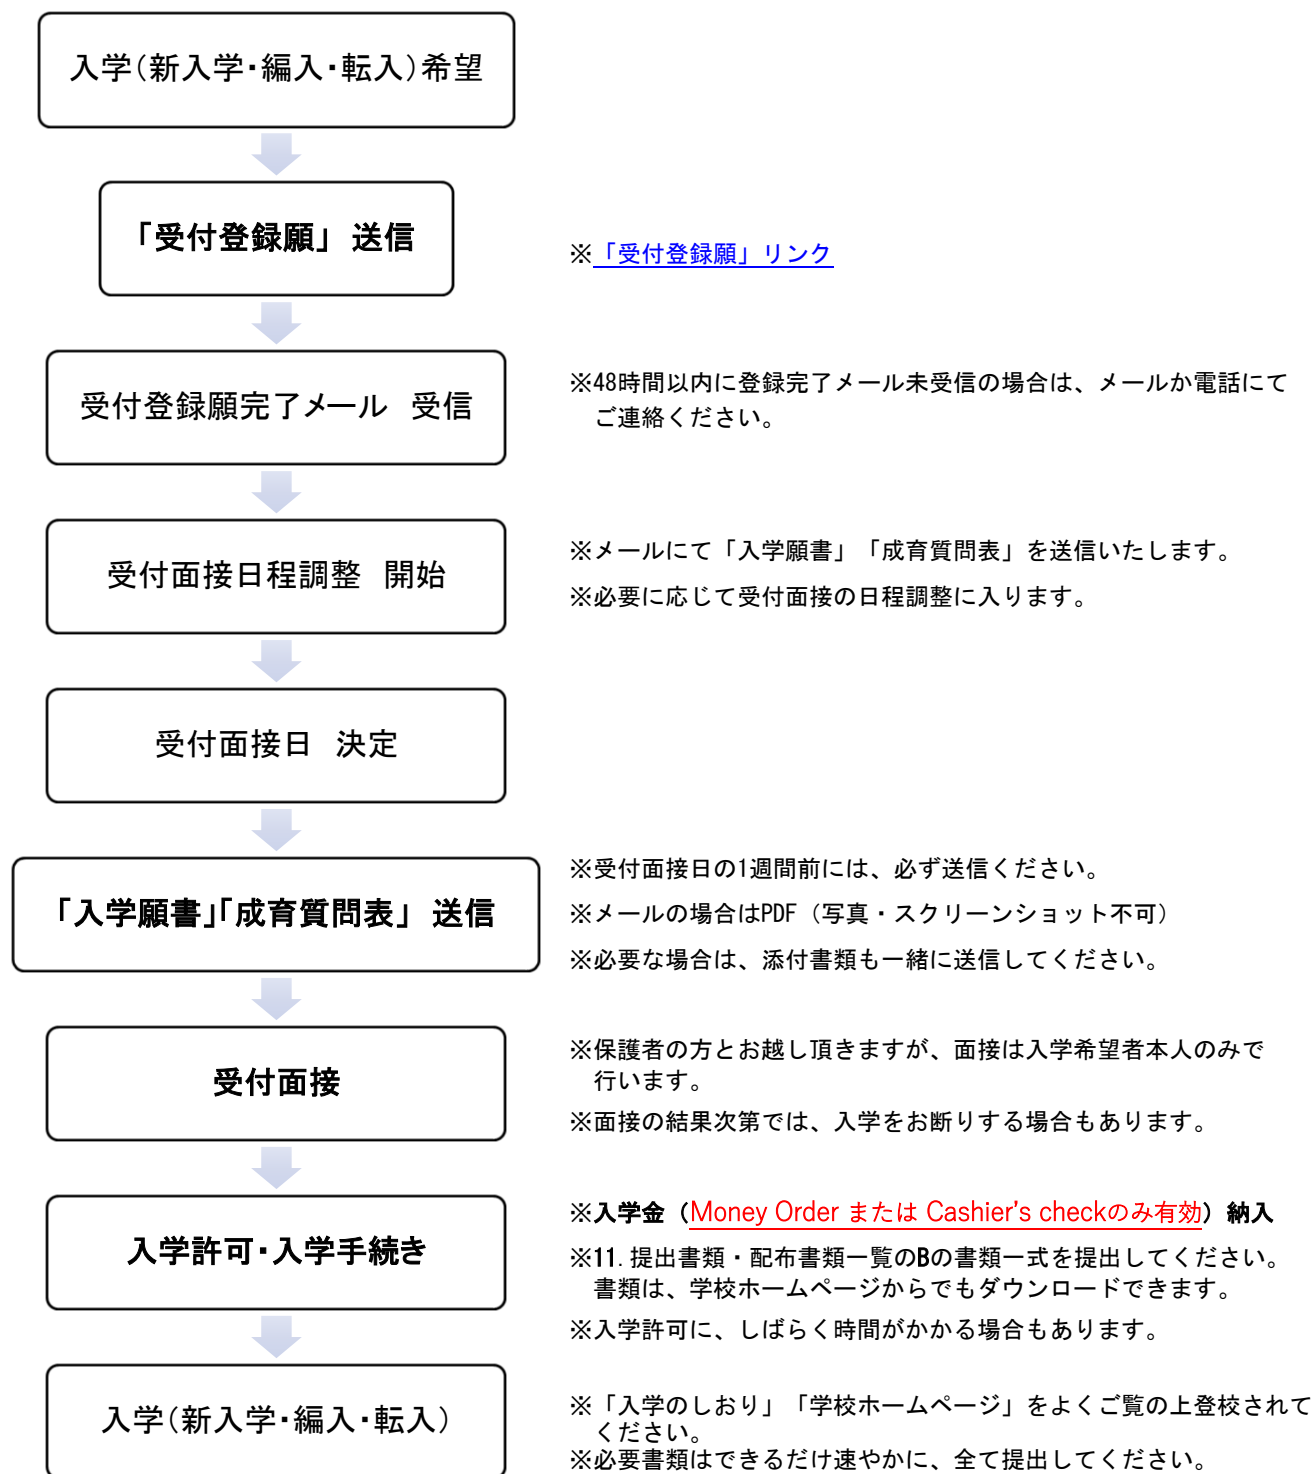 入学(新入学・編入・転入)希望
「受付登録願」 送信
※「受付登録願」リンク
受付登録願完了メール 受信
※48時間以内に登録完了メール未受信の場合は、メールか電話にて
ご連絡ください。
受付面接日程調整 開始
※メールにて「入学願書」「成育質問表」を送信いたします。
※必要に応じて受付面接の日程調整に入ります。
受付面接日 決定
「入学願書」「成育質問表」 送信
※受付面接日の1週間前には、必ず送信ください。
※メールの場合はPDF(写真・スクリーンショット不可)
※必要な場合は、添付書類も一緒に送信してください。
受付面接
※保護者の方とお越し頂きますが、面接は入学希望者本人のみで
行います。
※面接の結果次第では、入学をお断りする場合もあります。
入学許可・入学手続き
※入学金(Money Order または Cashier's checkのみ有効)納入
※11.提出書類・配布書類一覧のBの書類一式を提出してください。
書類は、学校ホームページからでもダウンロードできます。
※入学許可に、しばらく時間がかかる場合もあります。
入学(新入学・編入・転入)
※「入学のしおり」「学校ホームページ」をよくご覧の上登校されて
ください。
※必要書類はできるだけ速やかに、全て提出してください。